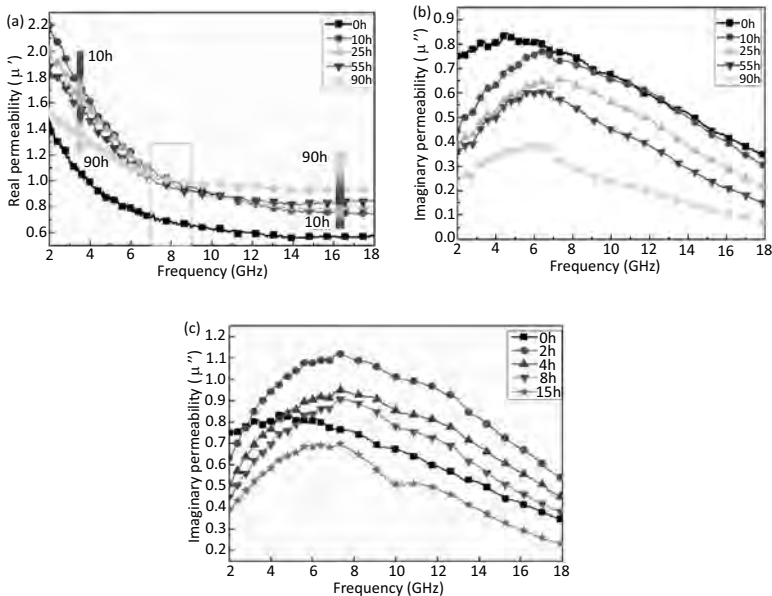 (a)
Real permeability (μ′)
2.2
2.0
1.8
1.6
1.4
1.2
1.0
0.8
0.6
0h
10h
25h
55h
90h
10h
90h
90h
10h
2 4 6 8 10 12 14 16 18
Frequency (GHz)
(b)
Imaginary permeability (μ″)
0.9
0.8
0.7
0.6
0.5
0.4
0.3
0.2
0.1
0.0
0h
10h
25h
55h
90h
2 4 6 8 10 12 14 16 18
Frequency (GHz)
(c)
Imaginary permeability (μ″)
1.2
1.1
1.0
0.9
0.8
0.7
0.6
0.5
0.4
0.3
0.2
0h
2h
4h
8h
15h
2 4 6 8 10 12 14 16 18
Frequency (GHz)